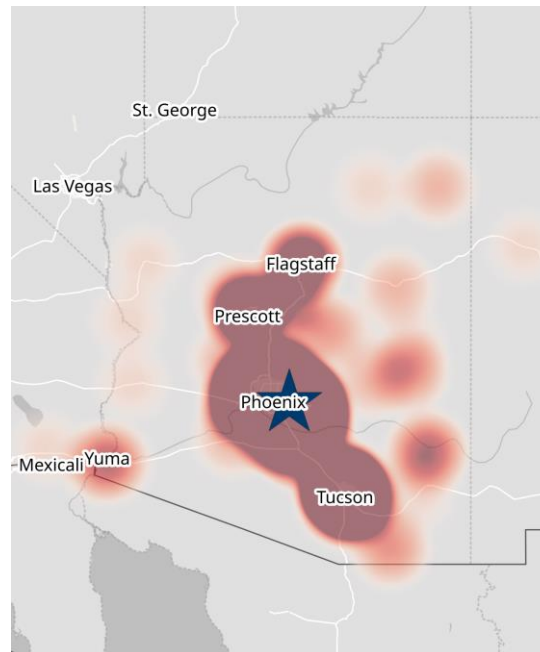 St. George
Las Vegas
Flagstaff
Prescott
Phoenix
Mexicali
Yuma
Tucson